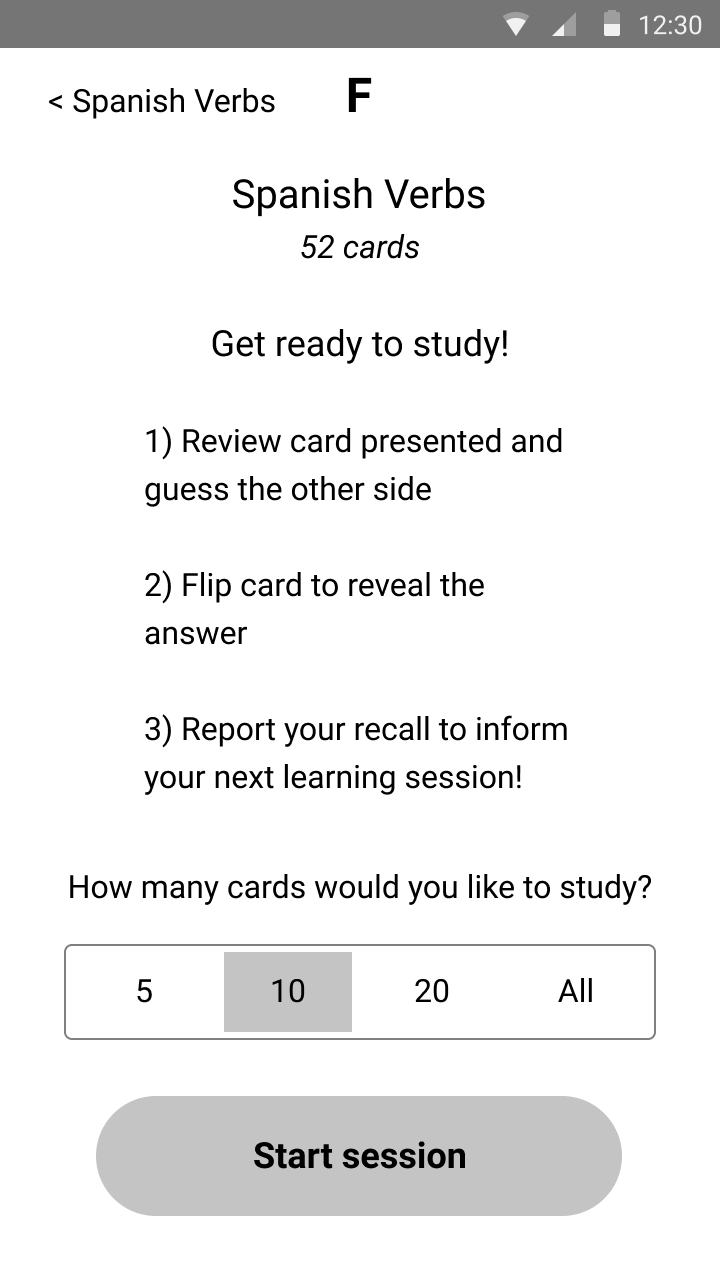 12:30
< Spanish Verbs
F
Spanish Verbs
52 cards
Get ready to study!
1) Review card presented and
guess the other side
2) Flip card to reveal the
answer
3) Report your recall to inform
your next learning session!
How many cards would you like to study?
5 10 20 All
Start session